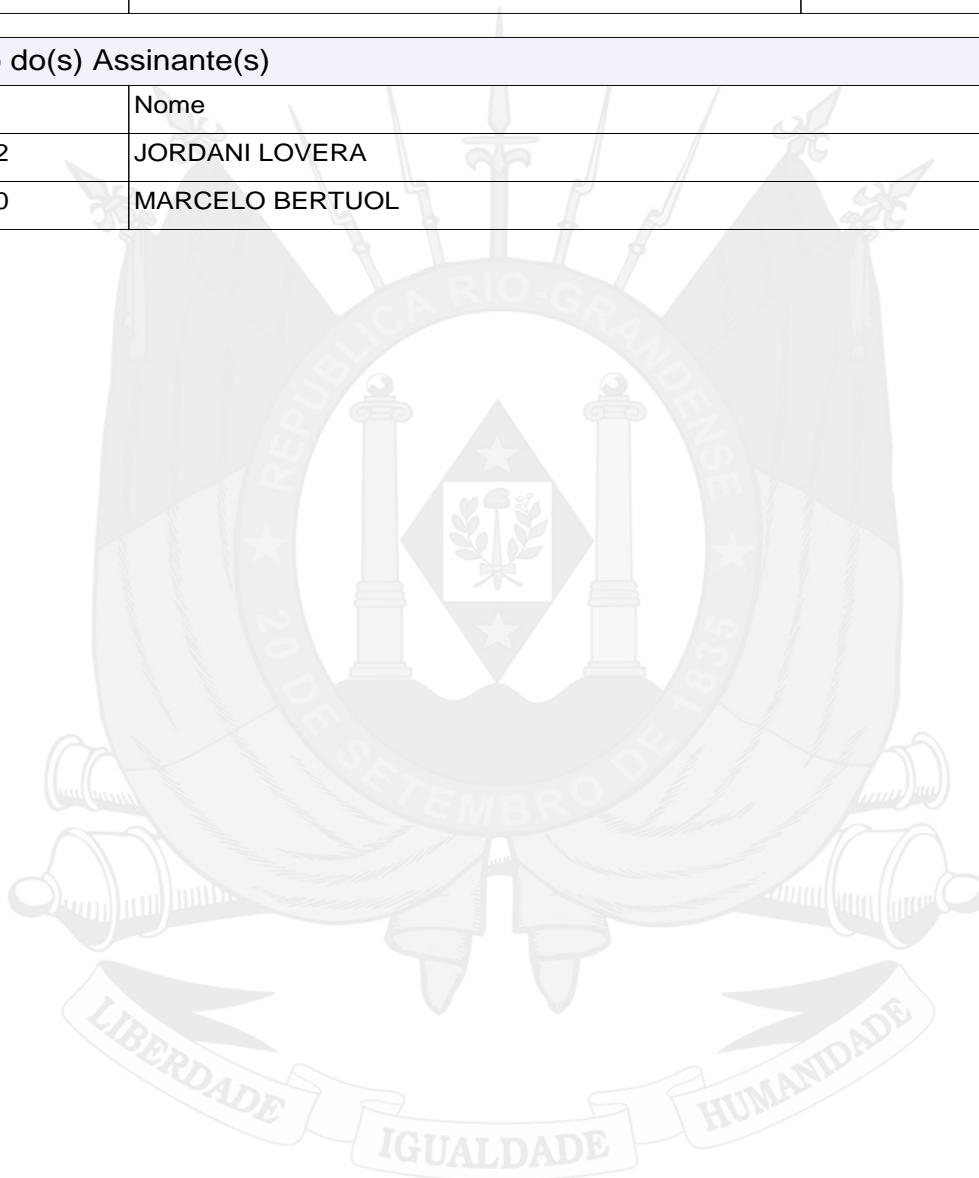 do(s) Assinante(s)
Nome
2 JORDANI LOVERA
0 MARCELO BERTUOL
REPÚBLICA RIO-GRANDENSE
20 DE SETEMBRO DE 1835
LIBERDADE IGUALDADE HUMANIDADE